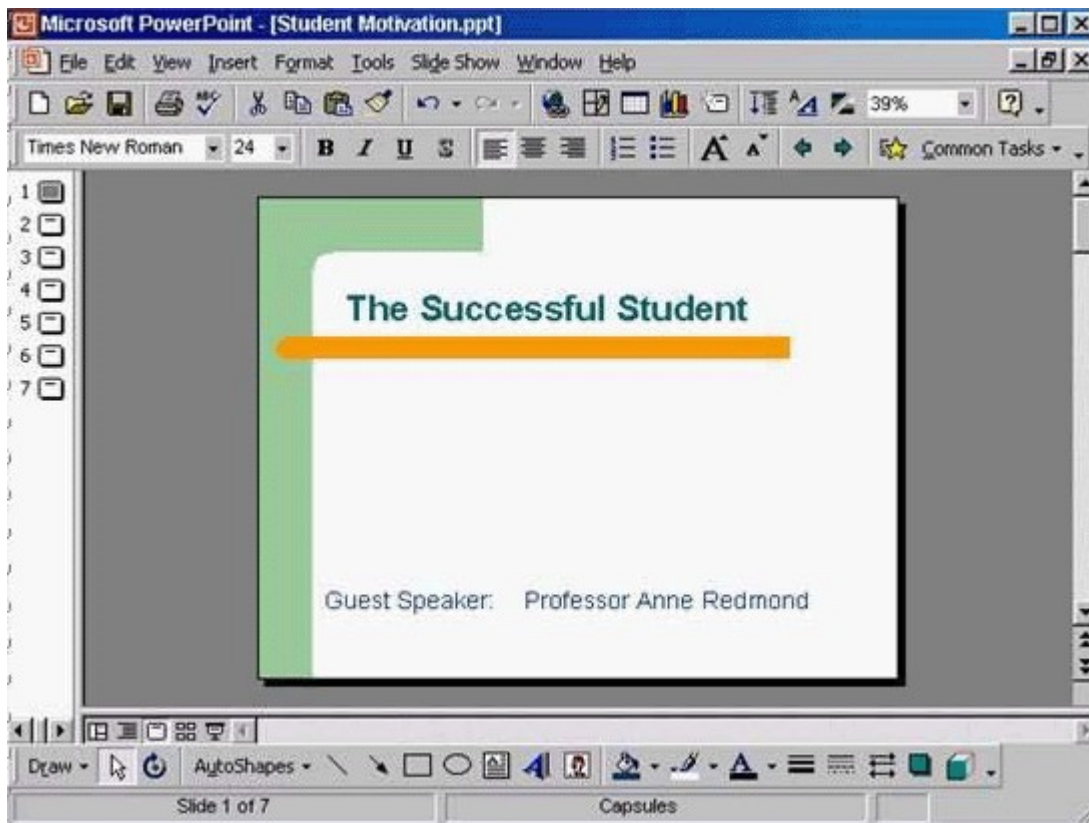 Microsoft PowerPoint - [Student Motivation.ppt]
File Edit View Insert Format Tools Slide Show Window Help
39%
Times New Roman 24 B I U S A A Common Tasks
1
2
3
4
5
6
7
The Successful Student
Guest Speaker: Professor Anne Redmond
Draw AutoShapes
Slide 1 of 7 Capsules